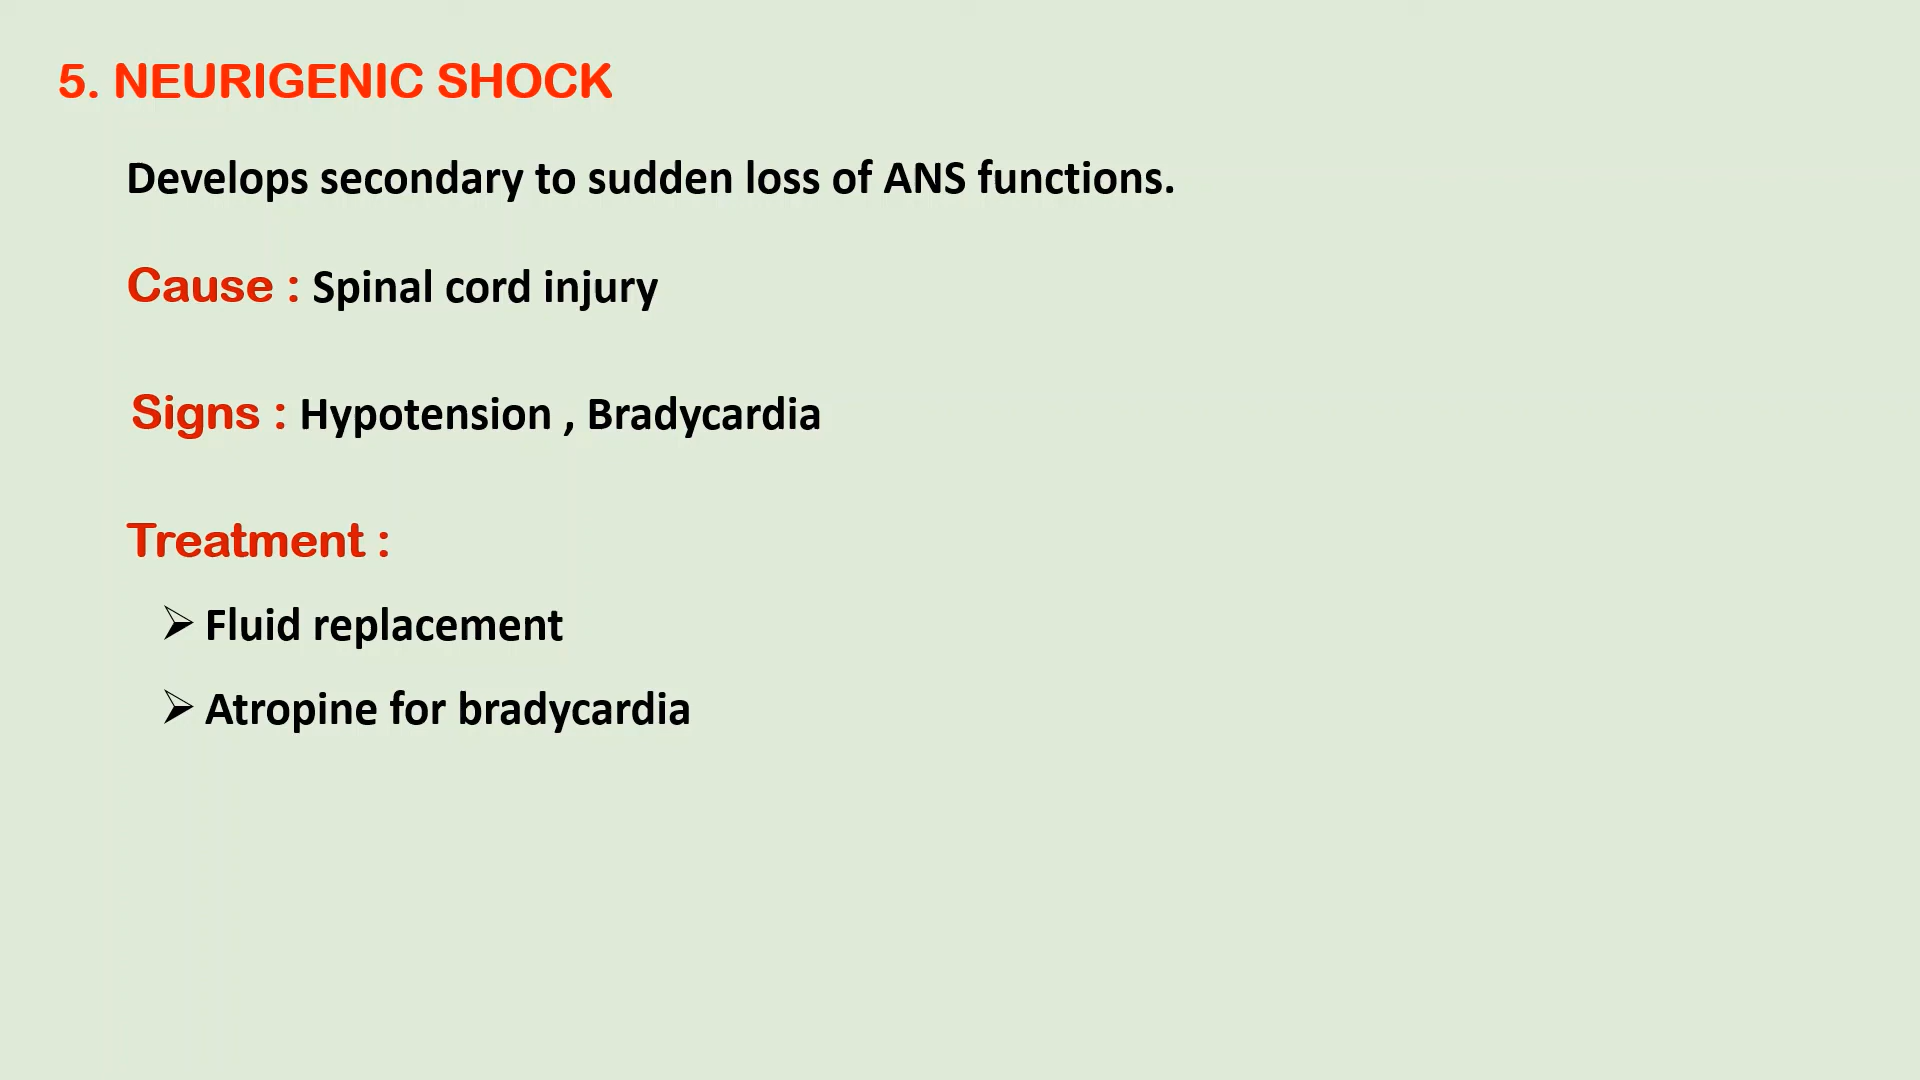 5. NEURIGENIC SHOCK
Develops secondary to sudden loss of ANS functions.
Cause : Spinal cord injury
Signs : Hypotension , Bradycardia
Treatment :
➢ Fluid replacement
➢ Atropine for bradycardia